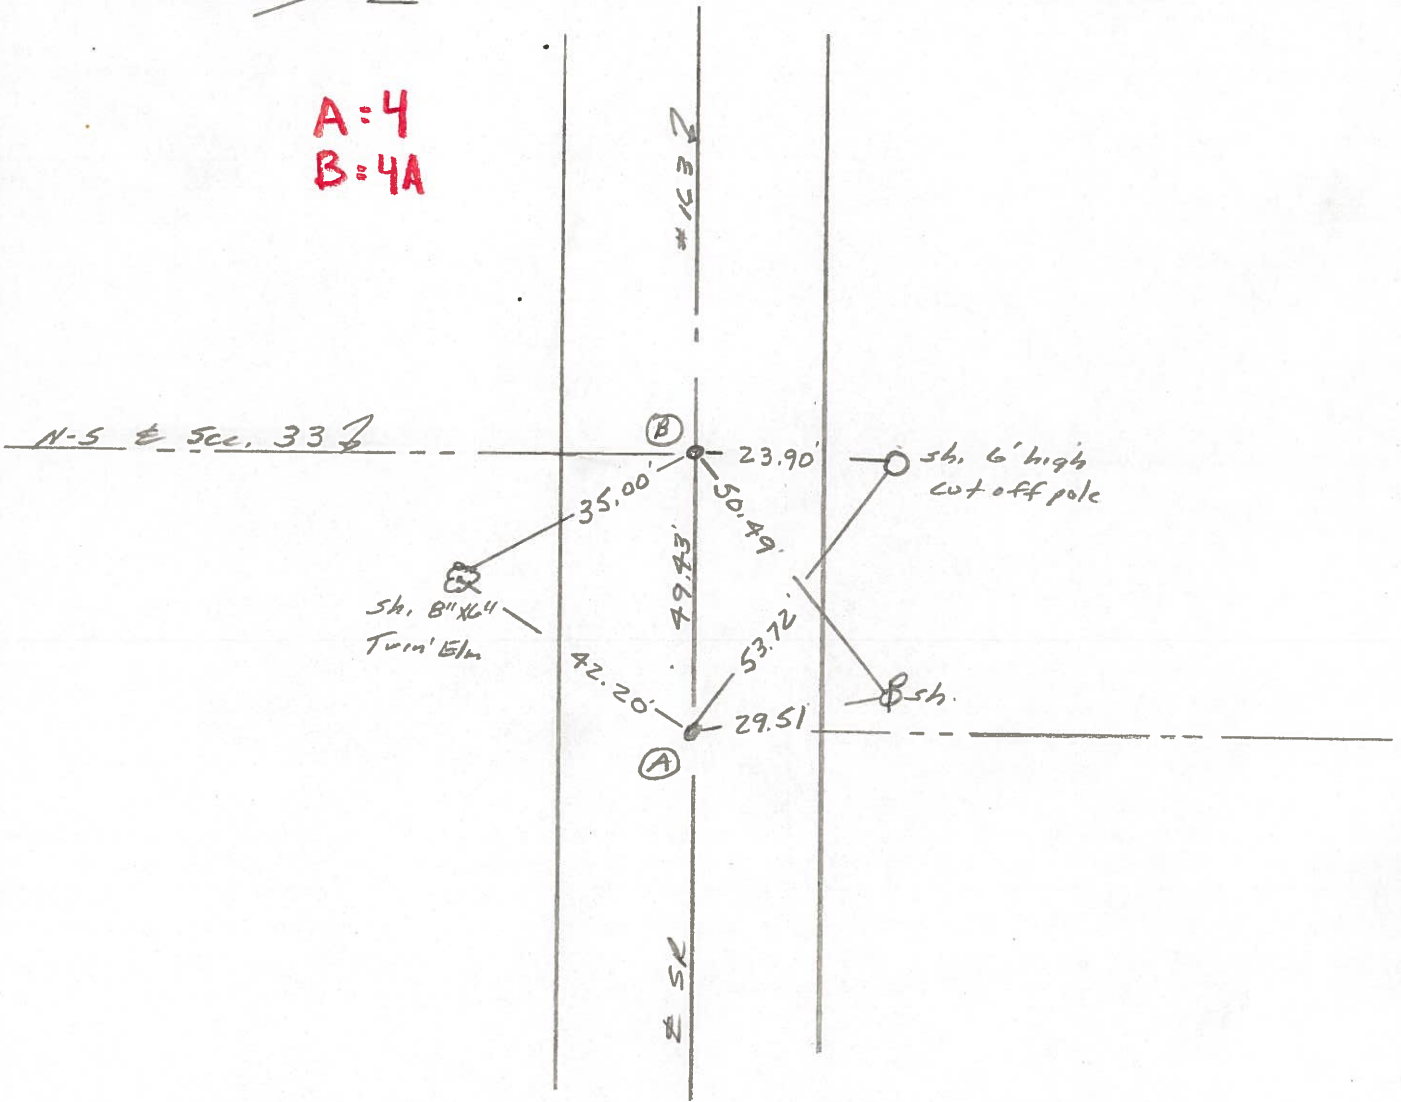 A = 4
B = 4A
# 163
N-S ℄ Sec. 33
B
23.90'
sh. 6' high
cut off pole
35.00'
50.49
49.43'
sh. 8"x6"
Twin' Elm
53.72'
42.20'
sh.
29.51'
A
℄ SR